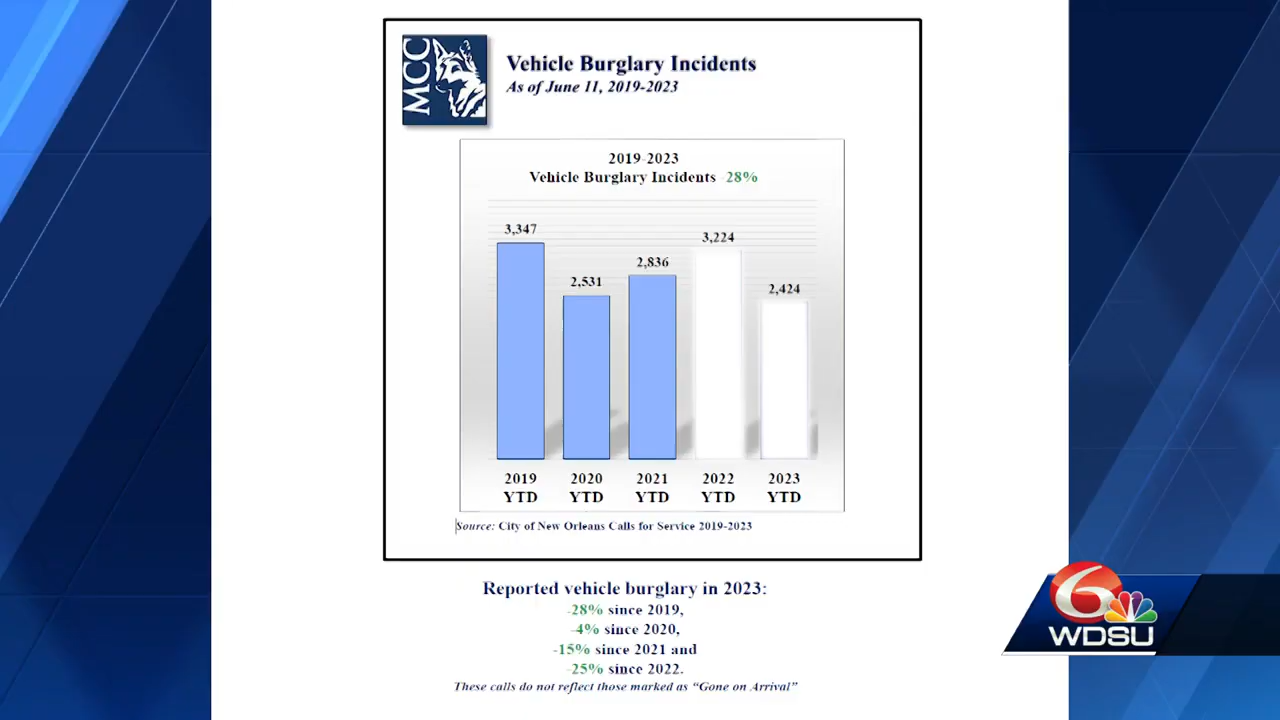 MCC
Vehicle Burglary Incidents
As of June 11, 2019-2023
2019-2023
Vehicle Burglary Incidents -28%
3,347
2,531
2,836
3,224
2,424
2019 YTD
2020 YTD
2021 YTD
2022 YTD
2023 YTD
Source: City of New Orleans Calls for Service 2019-2023
Reported vehicle burglary in 2023:
-28% since 2019,
-4% since 2020,
-15% since 2021 and
-25% since 2022.
These calls do not reflect those marked as “Gone on Arrival”
6
WDSU